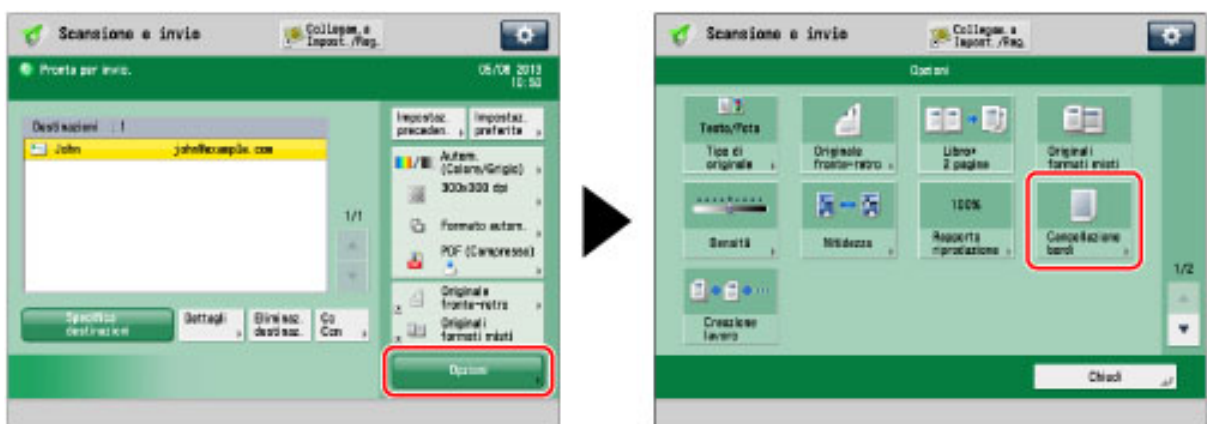 Scansione e invio
Collegam. a
Impost./Reg.
Pronta per invio.
05/06 2013
10:50
Destinazioni : 1
John john@example.com
1/1
Impostaz.
preceden.
Impostaz.
preferite
Autom.
(Colore/Grigio)
300x300 dpi
Formato autom.
PDF (Compresso)
Originale
fronte-retro
Originali
formati misti
Specifica
destinazioni
Dettagli
Eliminaz.
destinaz.
Cc
Ccn
Opzioni
Scansione e invio
Collegam. a
Impost./Reg.
Opzioni
Testo/Foto
Tipo di
originale
Originale
fronte-retro
Libro»
2 pagine
Originali
formati misti
Densità
Nitidezza
100%
Rapporto
riproduzione
Cancellazione
bordi
Creazione
lavoro
1/2
Chiudi